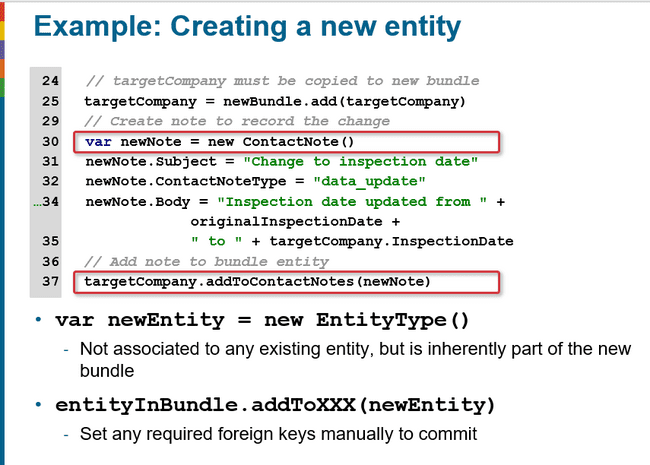 Example: Creating a new entity
24 // targetCompany must be copied to new bundle
25 targetCompany = newBundle.add(targetCompany)
29 // Create note to record the change
30 var newNote = new ContactNote()
31 newNote.Subject = "Change to inspection date"
32 newNote.ContactNoteType = "data_update"
…34 newNote.Body = "Inspection date updated from " +
originalInspectionDate +
35 " to " + targetCompany.InspectionDate
36 // Add note to bundle entity
37 targetCompany.addToContactNotes(newNote)
• var newEntity = new EntityType()
- Not associated to any existing entity, but is inherently part of the new
bundle
• entityInBundle.addToXXX(newEntity)
- Set any required foreign keys manually to commit